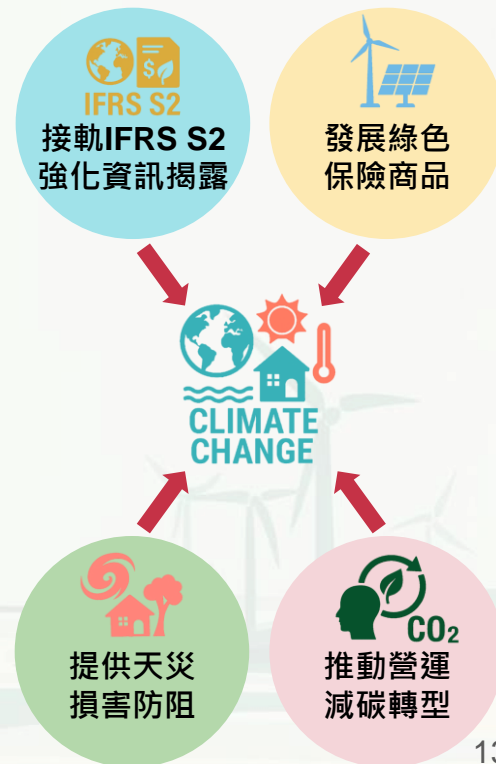 IFRS S2
接軌IFRS S2
強化資訊揭露
發展綠色
保險商品
CLIMATE
CHANGE
提供天災
損害防阻
CO₂
推動營運
減碳轉型
13